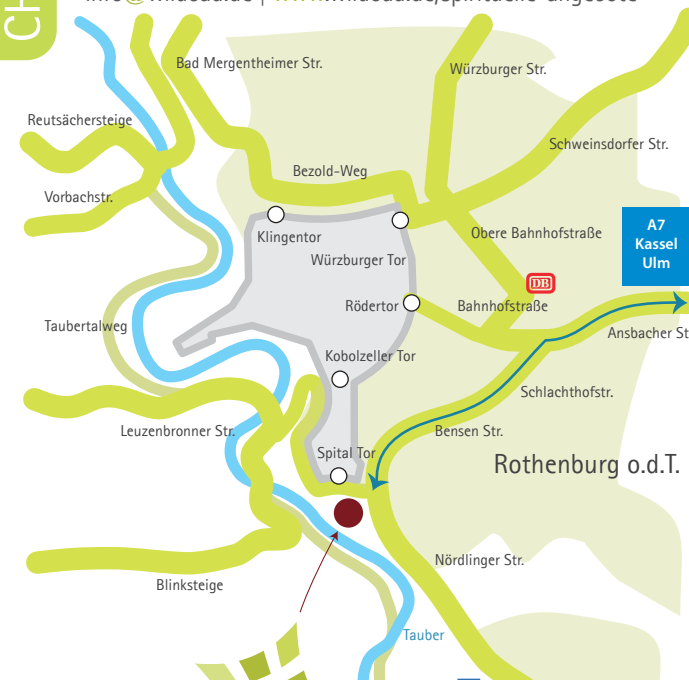 CH
Bad Mergentheimer Str.
Würzburger Str.
Reutsächersteige
Schweinsdorfer Str.
Bezold-Weg
Vorbachstr.
Klingentor
Obere Bahnhofstraße
A7
Kassel
Ulm
Würzburger Tor
DB
Rödertor
Bahnhofstraße
Taubertalweg
Ansbacher St
Kobolzeller Tor
Schlachthofstr.
Leuzenbronner Str.
Bensen Str.
Spital Tor
Rothenburg o.d.T.
Nördlinger Str.
Blinksteige
Tauber